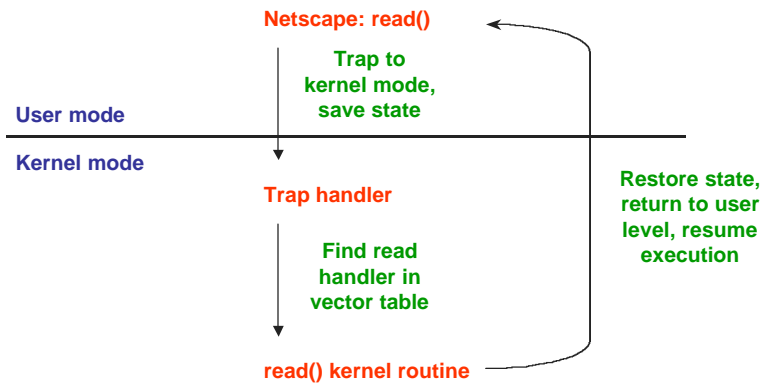 Netscape: read()
Trap to
kernel mode,
save state
User mode
Kernel mode
Trap handler
Restore state,
return to user
level, resume
execution
Find read
handler in
vector table
read() kernel routine